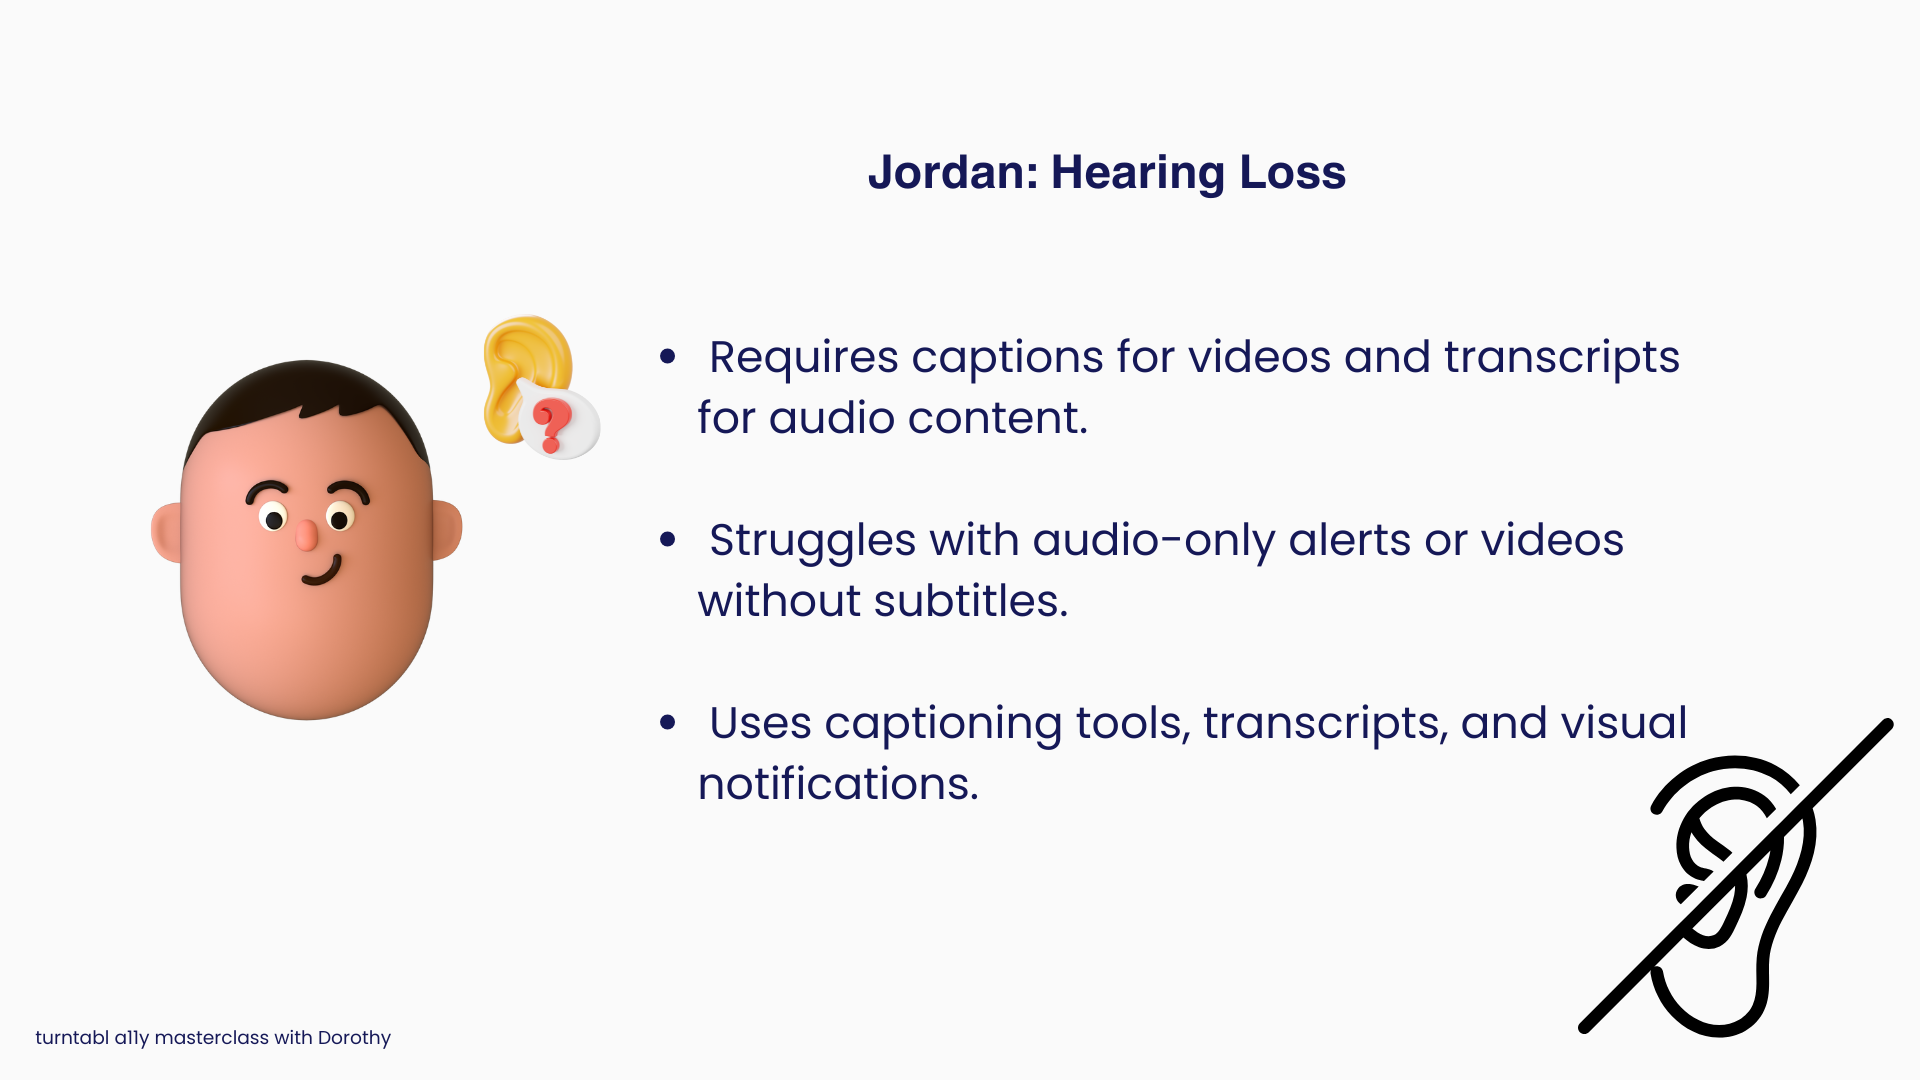 Jordan: Hearing Loss
• Requires captions for videos and transcripts
for audio content.
• Struggles with audio-only alerts or videos
without subtitles.
• Uses captioning tools, transcripts, and visual
notifications.
?
turntabl a11y masterclass with Dorothy